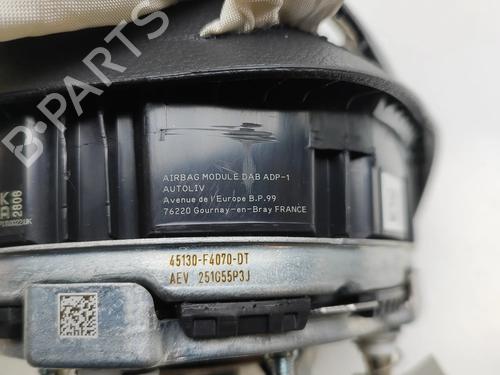 B-PARTS
AIRBAG MODULE DAB ADP-1
AUTOLIV
Avenue de l'Europe B.P.99
76220 Gournay-en-Bray FRANCE
2606
45130-F4070-DT
AEV 251G55P3J